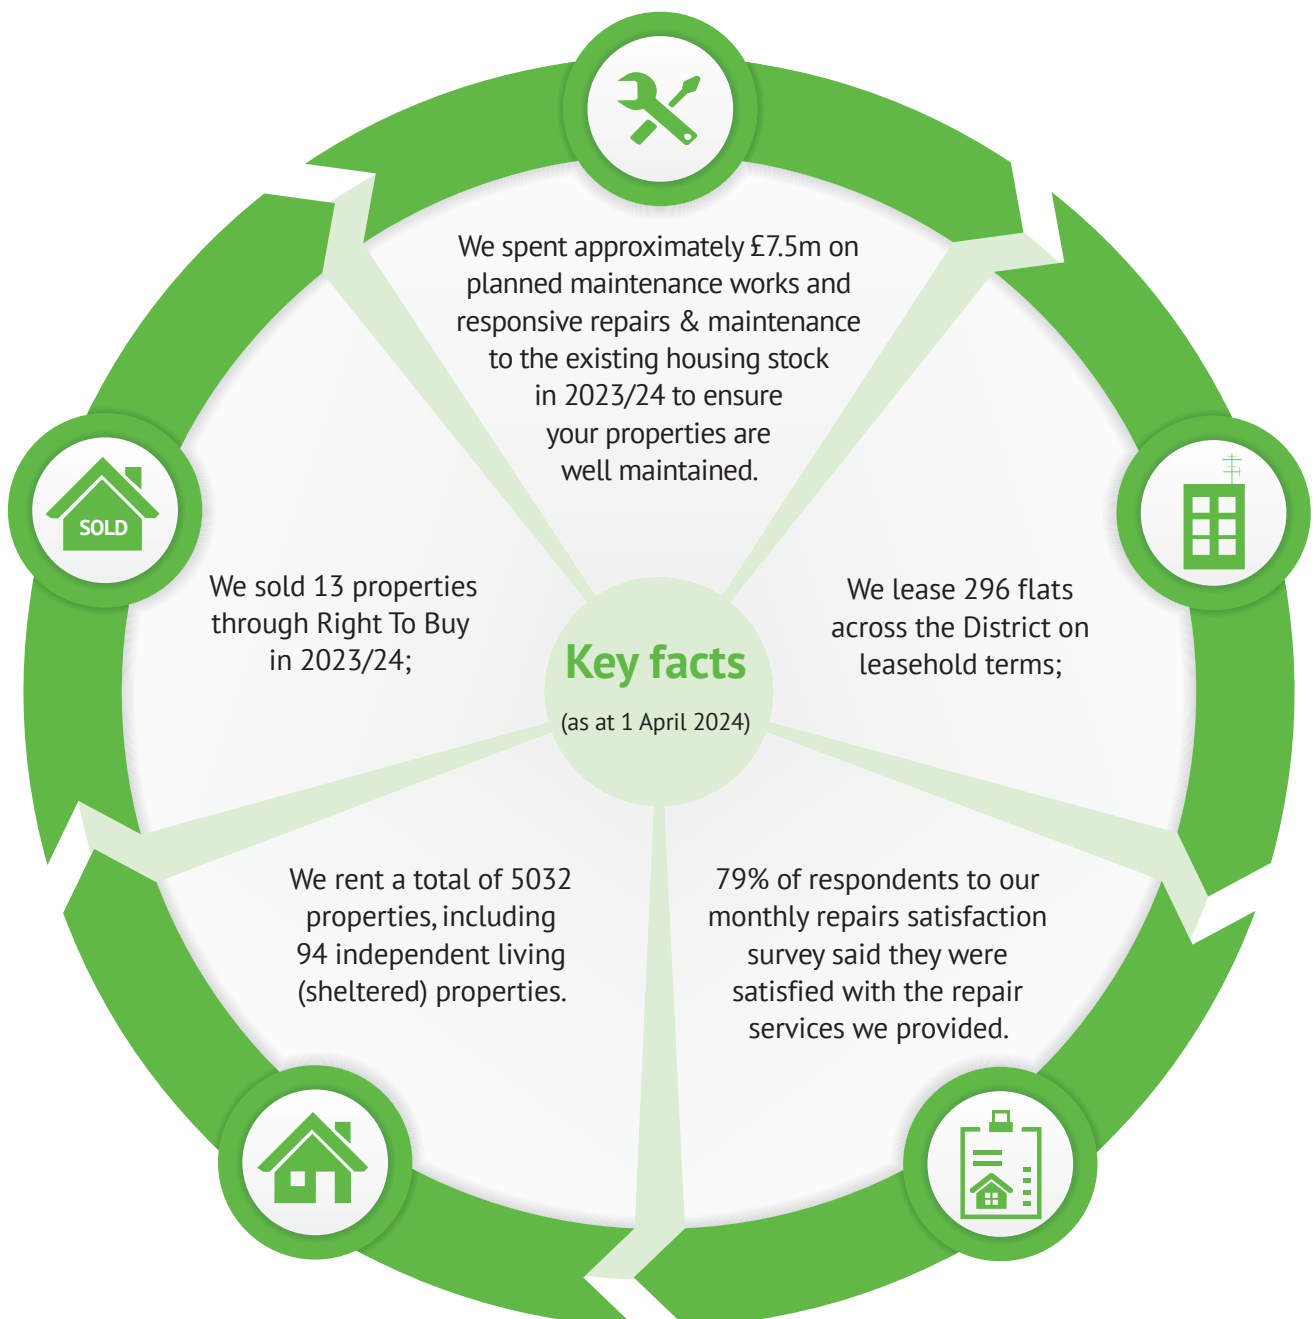 We spent approximately £7.5m on
planned maintenance works and
responsive repairs & maintenance
to the existing housing stock
in 2023/24 to ensure
your properties are
well maintained.
SOLD
We sold 13 properties
through Right To Buy
in 2023/24;
Key facts
(as at 1 April 2024)
We lease 296 flats
across the District on
leasehold terms;
We rent a total of 5032
properties, including
94 independent living
(sheltered) properties.
79% of respondents to our
monthly repairs satisfaction
survey said they were
satisfied with the repair
services we provided.